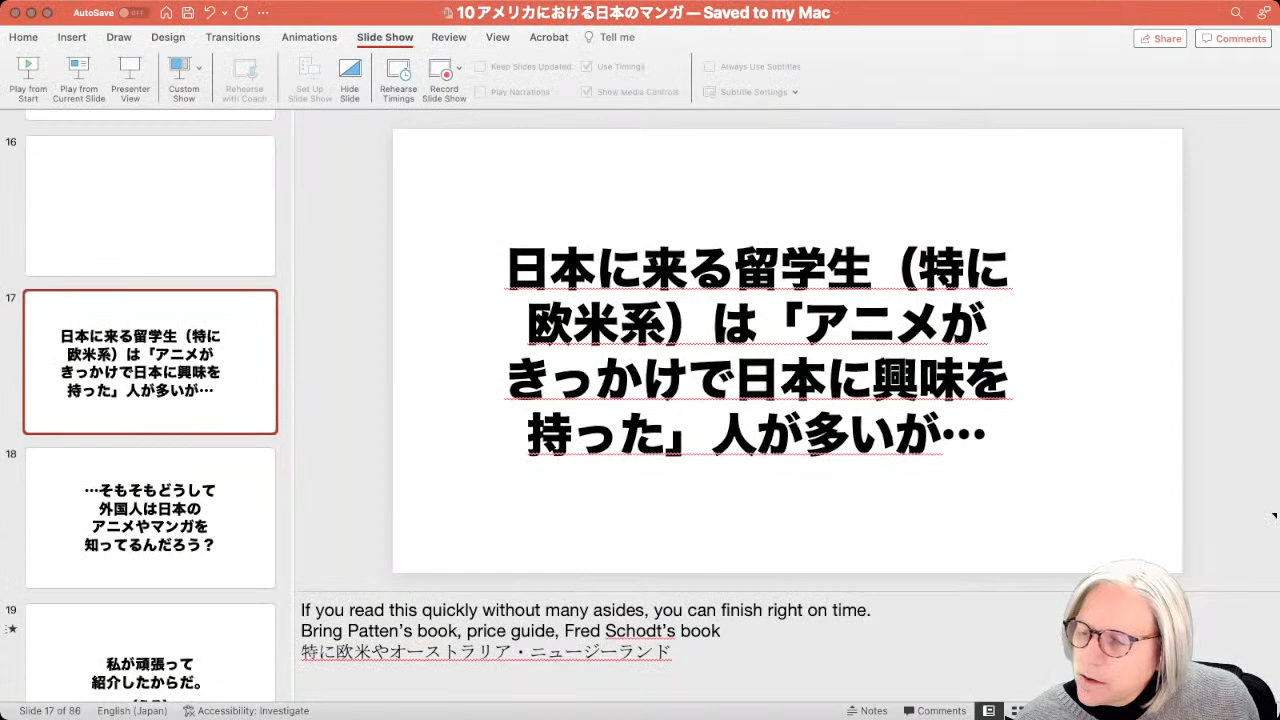 AutoSave OFF
10 アメリカにおける日本のマンガ — Saved to my Mac
Home Insert Draw Design Transitions Animations Slide Show Review View Acrobat Tell me
Share Comments
Play from Start
Play from Current Slide
Presenter View
Custom Show
Rehearse with Coach
Set Up Slide Show
Hide Slide
Rehearse Timings
Record Slide Show
Keep Slides Updated
Use Timings
Play Narrations
Show Media Controls
Always Use Subtitles
Subtitle Settings
16
17
日本に来る留学生（特に
欧米系）は「アニメが
きっかけで日本に興味を
持った」人が多いが…
18
…そもそもどうして
外国人は日本の
アニメやマンガを
知ってるんだろう？
19
私が頑張って
紹介したからだ。
日本に来る留学生（特に
欧米系）は「アニメが
きっかけで日本に興味を
持った」人が多いが…
If you read this quickly without many asides, you can finish right on time.
Bring Patten's book, price guide, Fred Schodt's book
特に欧米やオーストラリア・ニュージーランド
Slide 17 of 86 English (Japan) Accessibility: Investigate Notes Comments